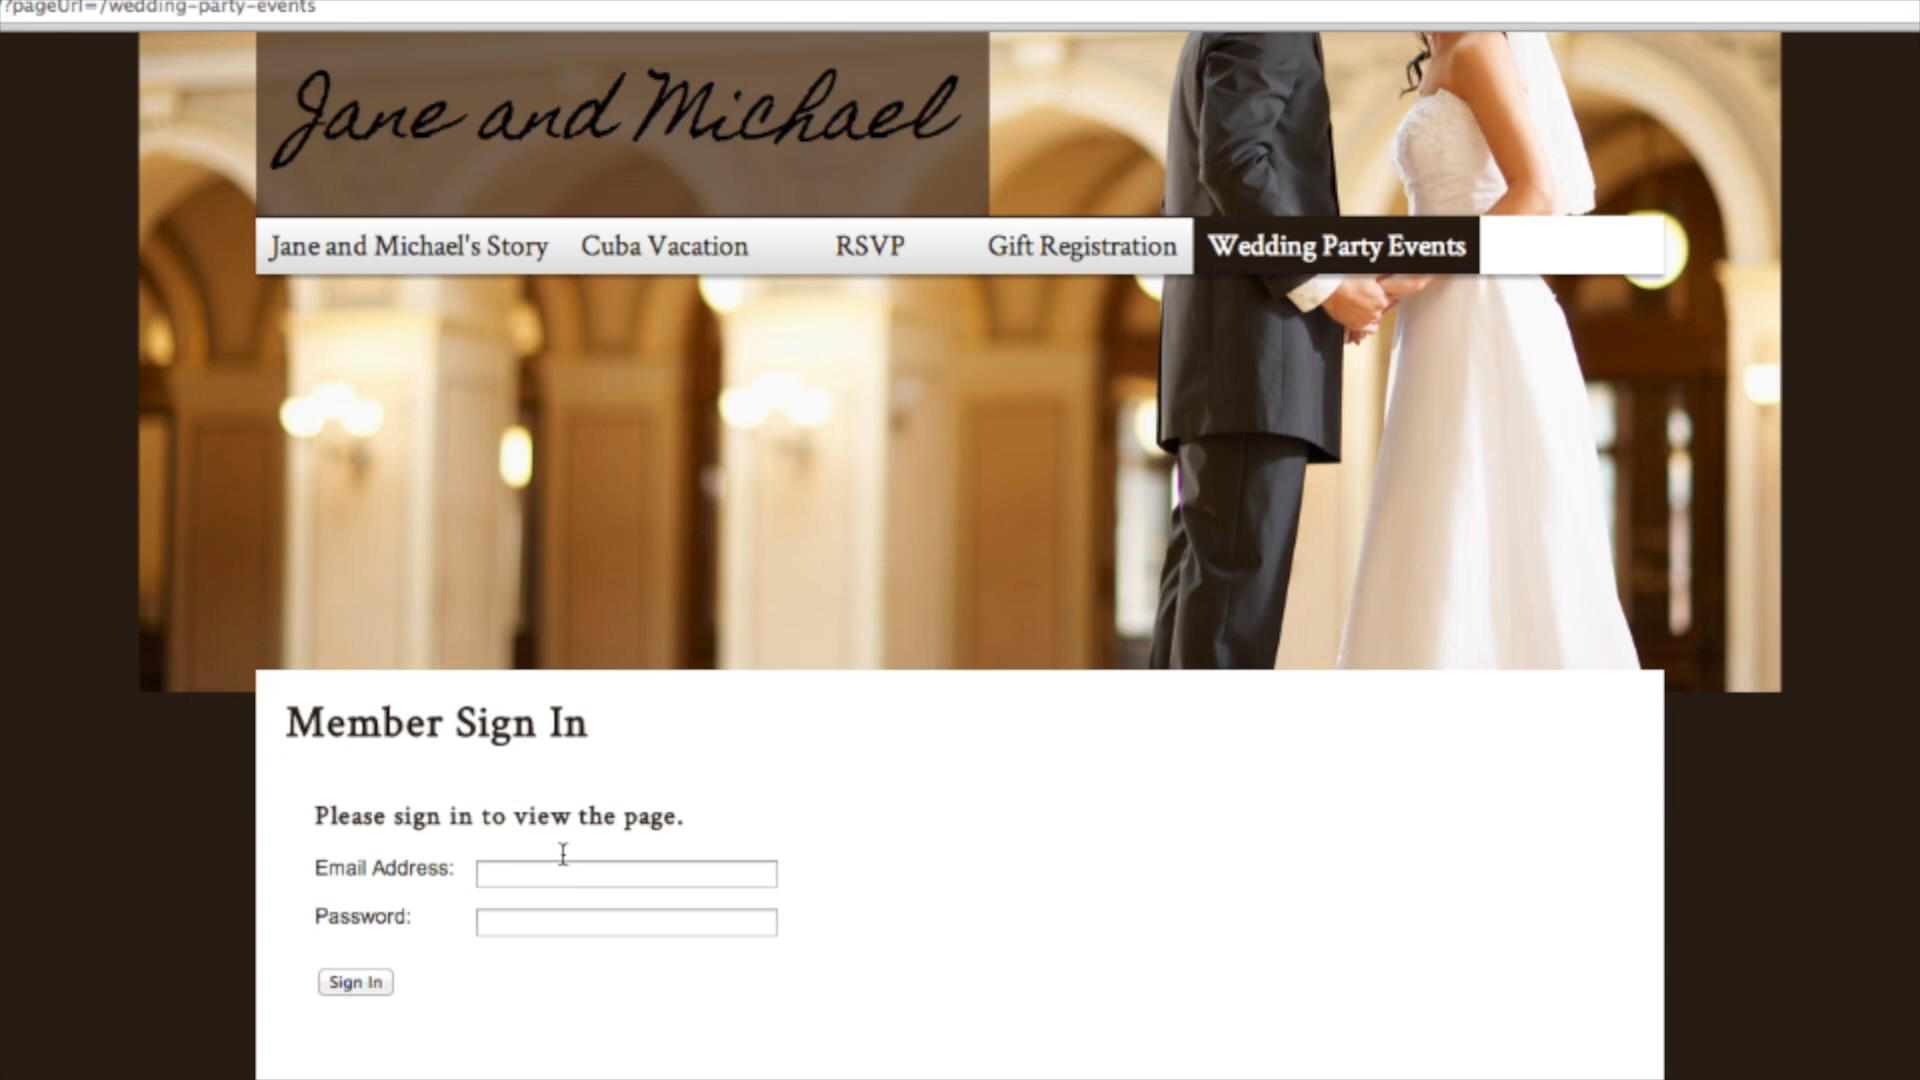 /?pageUrl=/wedding-party-events
Jane and Michael
Jane and Michael's Story Cuba Vacation RSVP Gift Registration Wedding Party Events
Member Sign In
Please sign in to view the page.
Email Address:
Password:
Sign In